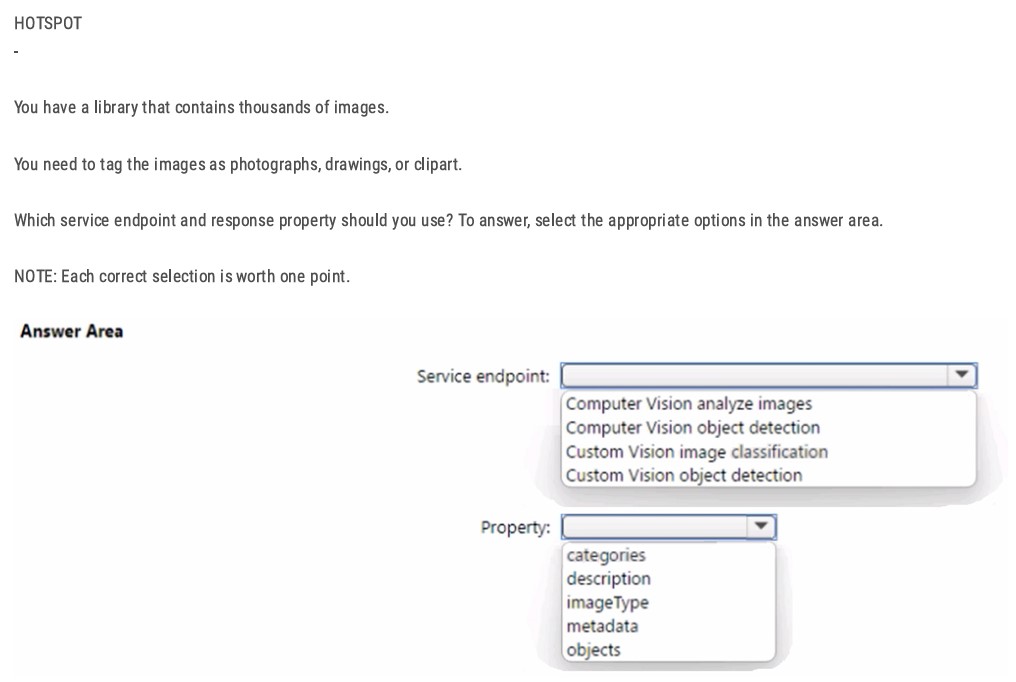 HOTSPOT
-
You have a library that contains thousands of images.
You need to tag the images as photographs, drawings, or clipart.
Which service endpoint and response property should you use? To answer, select the appropriate options in the answer area.
NOTE: Each correct selection is worth one point.
Answer Area
Service endpoint:
Computer Vision analyze images
Computer Vision object detection
Custom Vision image classification
Custom Vision object detection
Property:
categories
description
imageType
metadata
objects